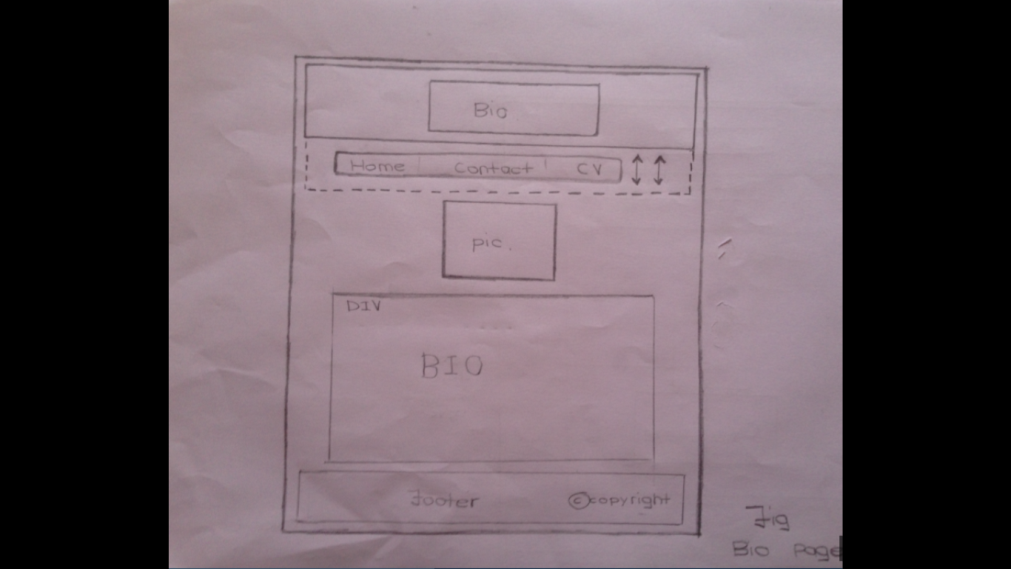 Bio
Home Contact CV
pic.
DIV
BIO
Footer ©copyright
Fig
Bio Page